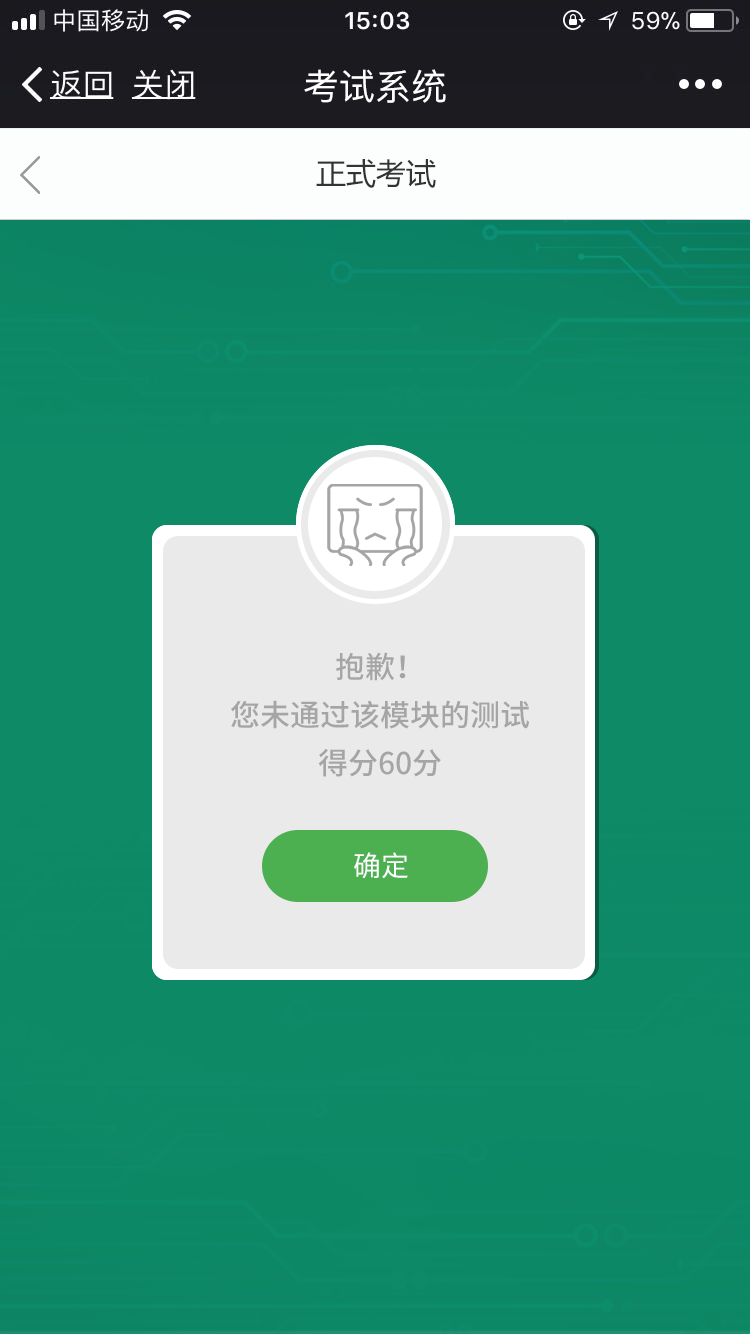 中国移动 15:03 59%
返回 关闭 考试系统
正式考试
抱歉！
您未通过该模块的测试
得分60分
确定